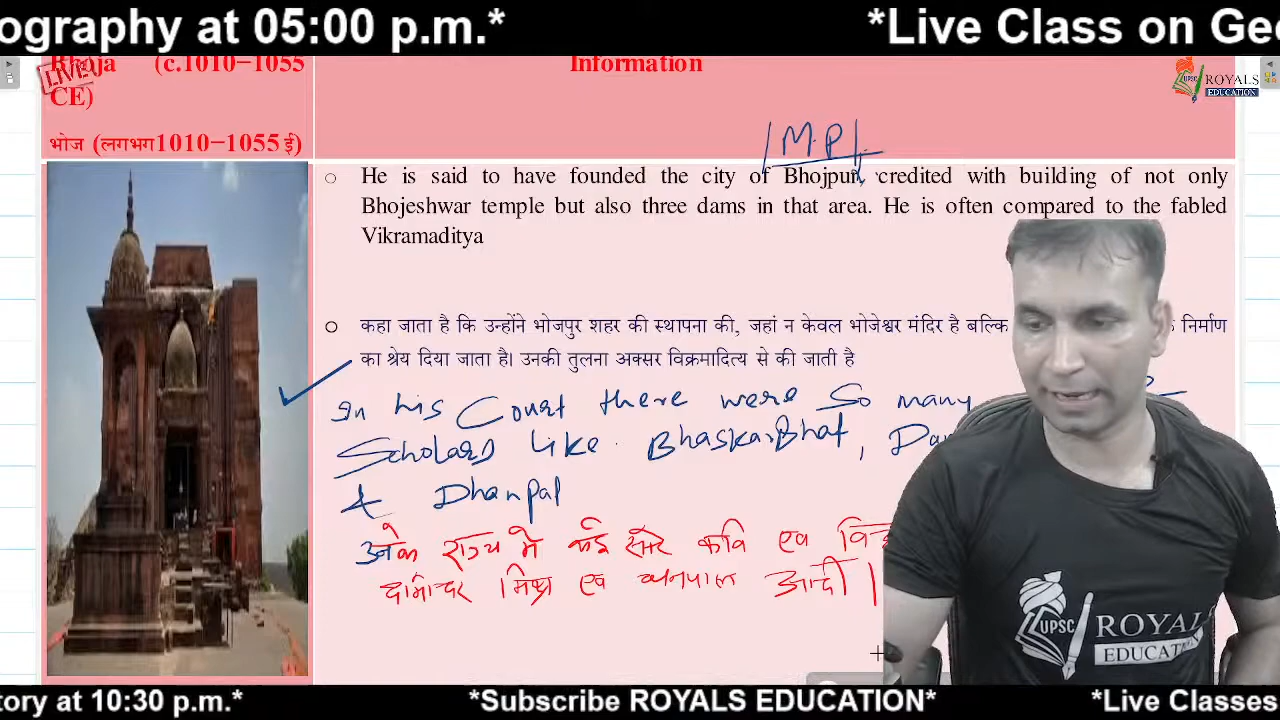 ography at 05:00 p.m.*
*Live Class on Geo
LIVE
Bhoja (c.1010–1055
CE)
भोज (लगभग1010–1055 ई)
Information
UPSC ROYALS
EDUCATION
M.P
He is said to have founded the city of Bhojpur, credited with building of not only
Bhojeshwar temple but also three dams in that area. He is often compared to the fabled
Vikramaditya
कहा जाता है कि उन्होंने भोजपुर शहर की स्थापना की, जहां न केवल भोजेश्वर मंदिर है बल्कि
निर्माण
का श्रेय दिया जाता है। उनकी तुलना अक्सर विक्रमादित्य से की जाती है
In his Court there were So many
Scholars like BhaskarBhat,
& Dhanpal
उनके राज्य मे कई सारे कवि एव
दामोदर मिश्र एव धनपाल आदी।
UPSC ROYALS
EDUCATION
tory at 10:30 p.m.*
*Subscribe ROYALS EDUCATION*
*Live Classes